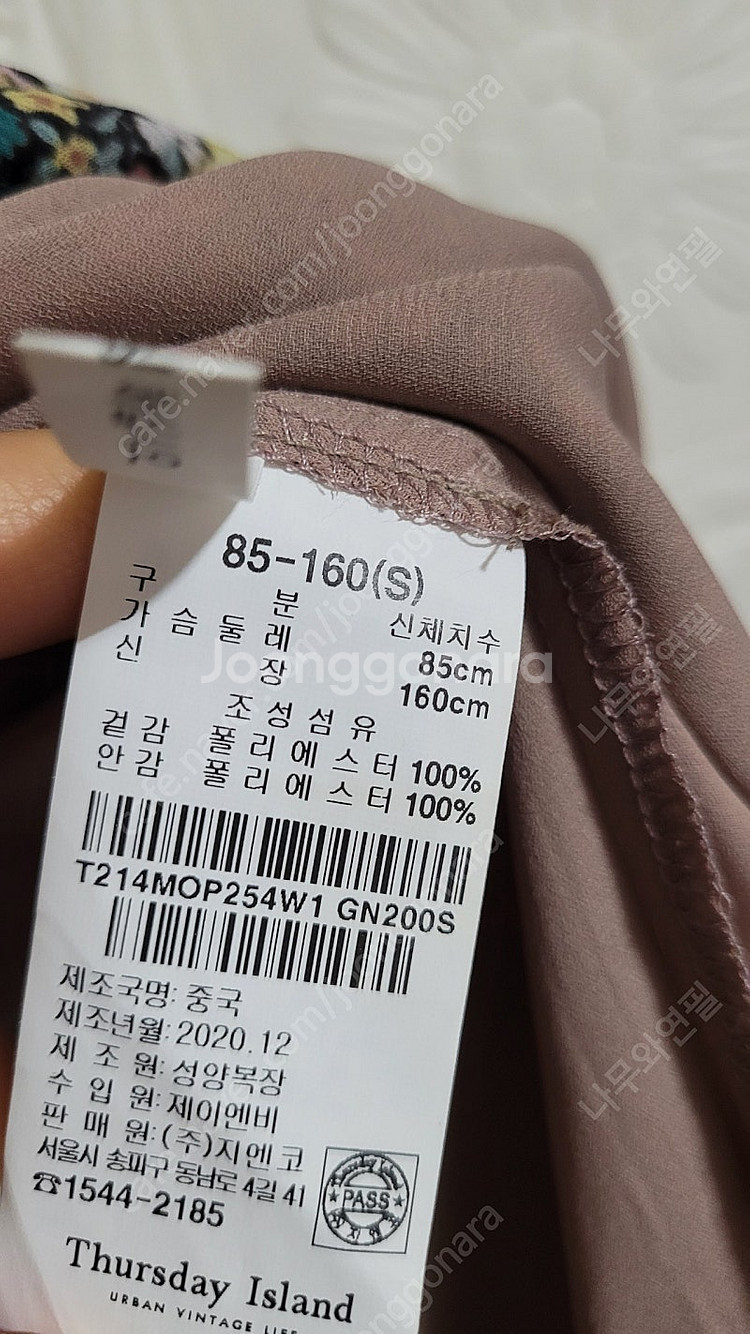 85-160(S)
구 분 신체치수
가 슴 둘 레 85cm
신 장 160cm
조 성 섬 유
겉 감 폴 리 에 스 터 100%
안 감 폴 리 에 스 터 100%
T214MOP254W1 GN200S
제조국명: 중국
제조년월: 2020.12
제 조 원: 성양복장
수 입 원: 제이엔비
판 매 원: (주)지엔코
서울시 송파구 동남로 4길 41
☎1544-2185
PASS
Thursday Island
URBAN VINTAGE
Joonggonara
cafe.naver.com/joonggonara
나무와연필